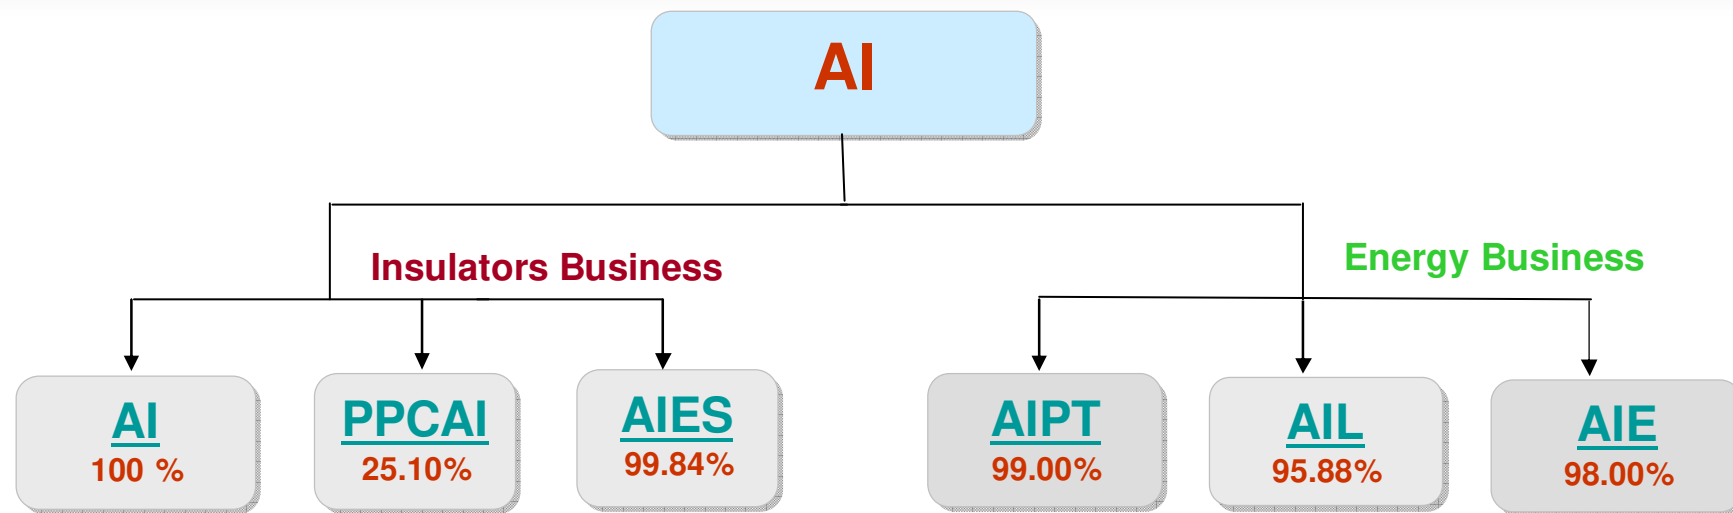 AI
Insulators Business
Energy Business
AI
100 %
PPCAI
25.10%
AIES
99.84%
AIPT
99.00%
AIL
95.88%
AIE
98.00%